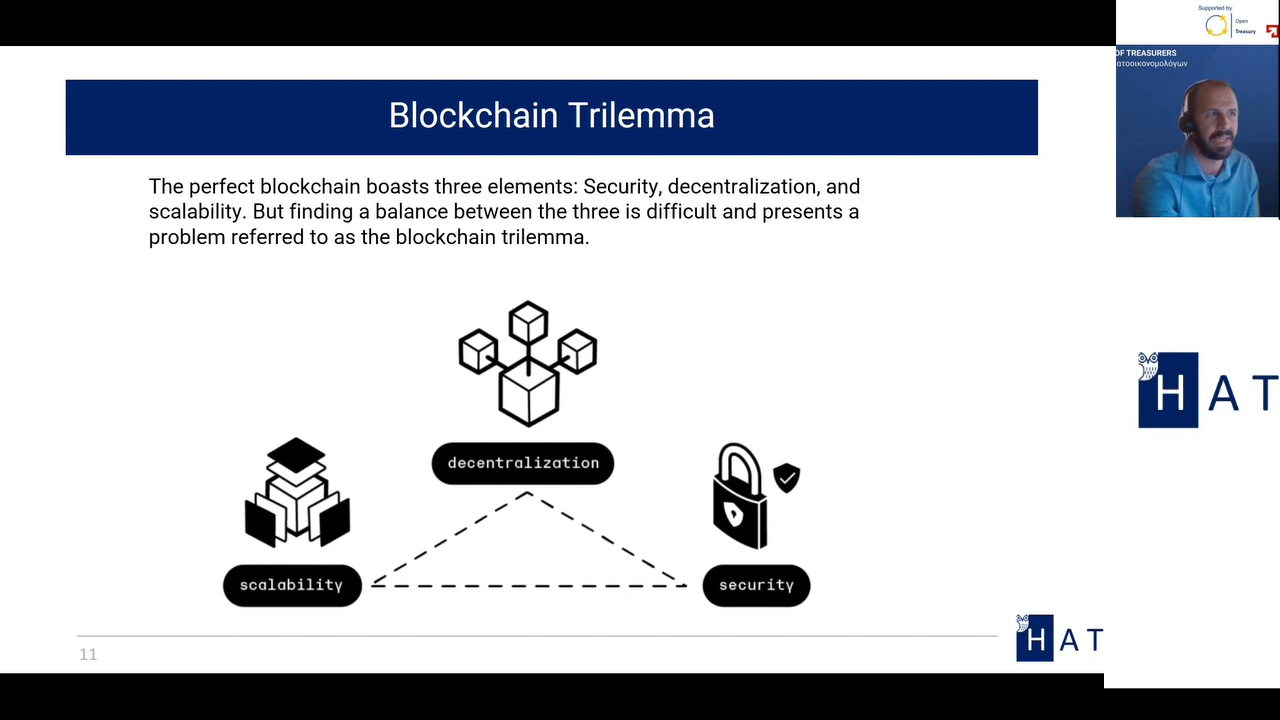 Supported by
Open
Treasury
OF TREASURERS
ατοοικονομολόγων
Blockchain Trilemma
The perfect blockchain boasts three elements: Security, decentralization, and
scalability. But finding a balance between the three is difficult and presents a
problem referred to as the blockchain trilemma.
decentralization
scalability
security
H A T
11
H A T